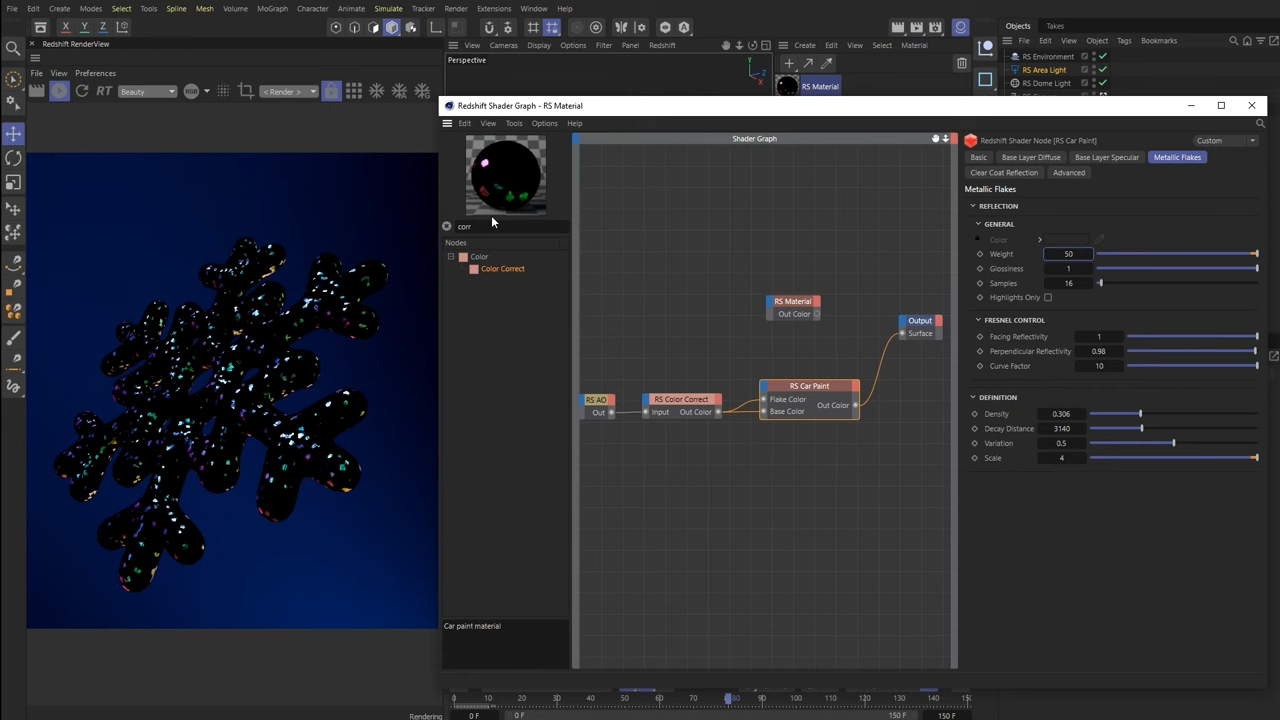 File Edit Create Modes Select Tools Spline Mesh Volume MoGraph Character Animate Simulate Tracker Render Extensions Window Help
X Y Z
Objects Takes
× Redshift RenderView
View Cameras Display Options Filter Panel Redshift
Create Edit View Select Material
File Edit View Object Tags Bookmarks
Perspective
Y
Z
X
RS Environment
RS Area Light
RS Dome Light
File View Preferences
RT Beauty RGB < Render >
RS Material
Redshift Shader Graph - RS Material
Edit View Tools Options Help
Shader Graph
Redshift Shader Node [RS Car Paint]
Custom
Basic Base Layer Diffuse Base Layer Specular Metallic Flakes
Clear Coat Reflection Advanced
Metallic Flakes
REFLECTION
GENERAL
Color
Weight 50
Glossiness 1
Samples 16
Highlights Only
FRESNEL CONTROL
Facing Reflectivity 1
Perpendicular Reflectivity 0.98
Curve Factor 10
DEFINITION
Density 0.306
Decay Distance 3140
Variation 0.5
Scale 4
corr
Nodes
Color
Color Correct
RS Material
Out Color
Output
Surface
RS AO
Out
RS Color Correct
Input Out Color
RS Car Paint
Flake Color
Base Color
Out Color
Car paint material
0 10 20 30 40 50 60 70 80 90 100 110 120 130 140 15
Rendering
0 F 0 F 150 F 150 F